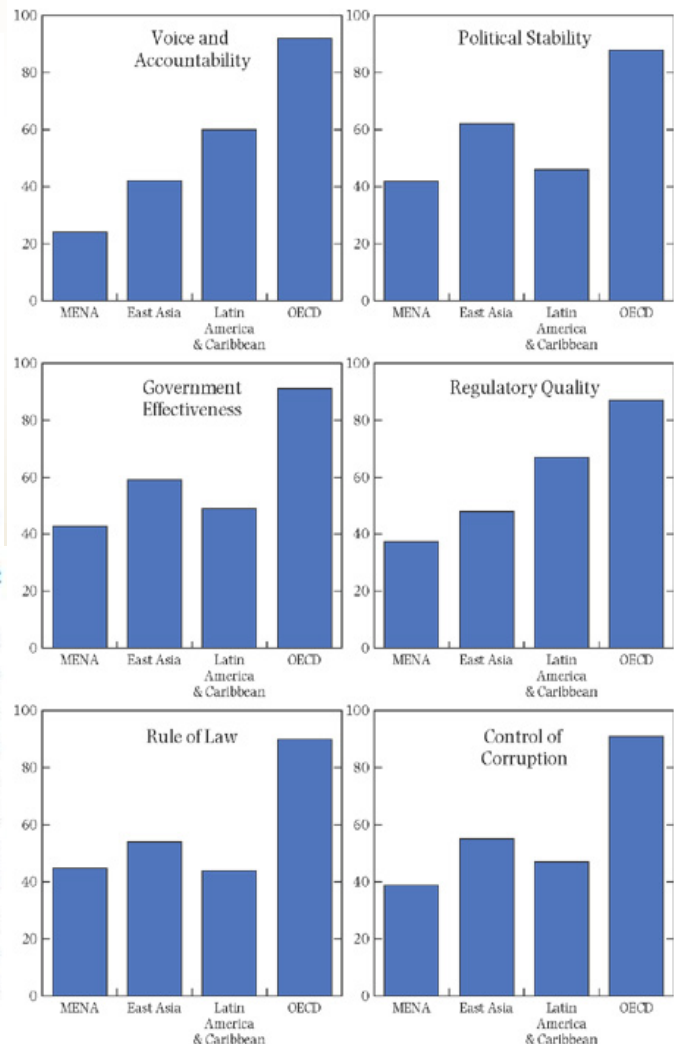 Voice and
Accountability
100
80
60
40
20
0
MENA
East Asia
Latin
America
& Caribbean
OECD
Political Stability
100
80
60
40
20
0
MENA
East Asia
Latin
America
& Caribbean
OECD
Government
Effectiveness
100
80
60
40
20
0
MENA
East Asia
Latin
America
& Caribbean
OECD
Regulatory Quality
100
80
60
40
20
0
MENA
East Asia
Latin
America
& Caribbean
OECD
Rule of Law
100
80
60
40
20
0
MENA
East Asia
Latin
America
& Caribbean
OECD
Control of
Corruption
100
80
60
40
20
0
MENA
East Asia
Latin
America
& Caribbean
OECD